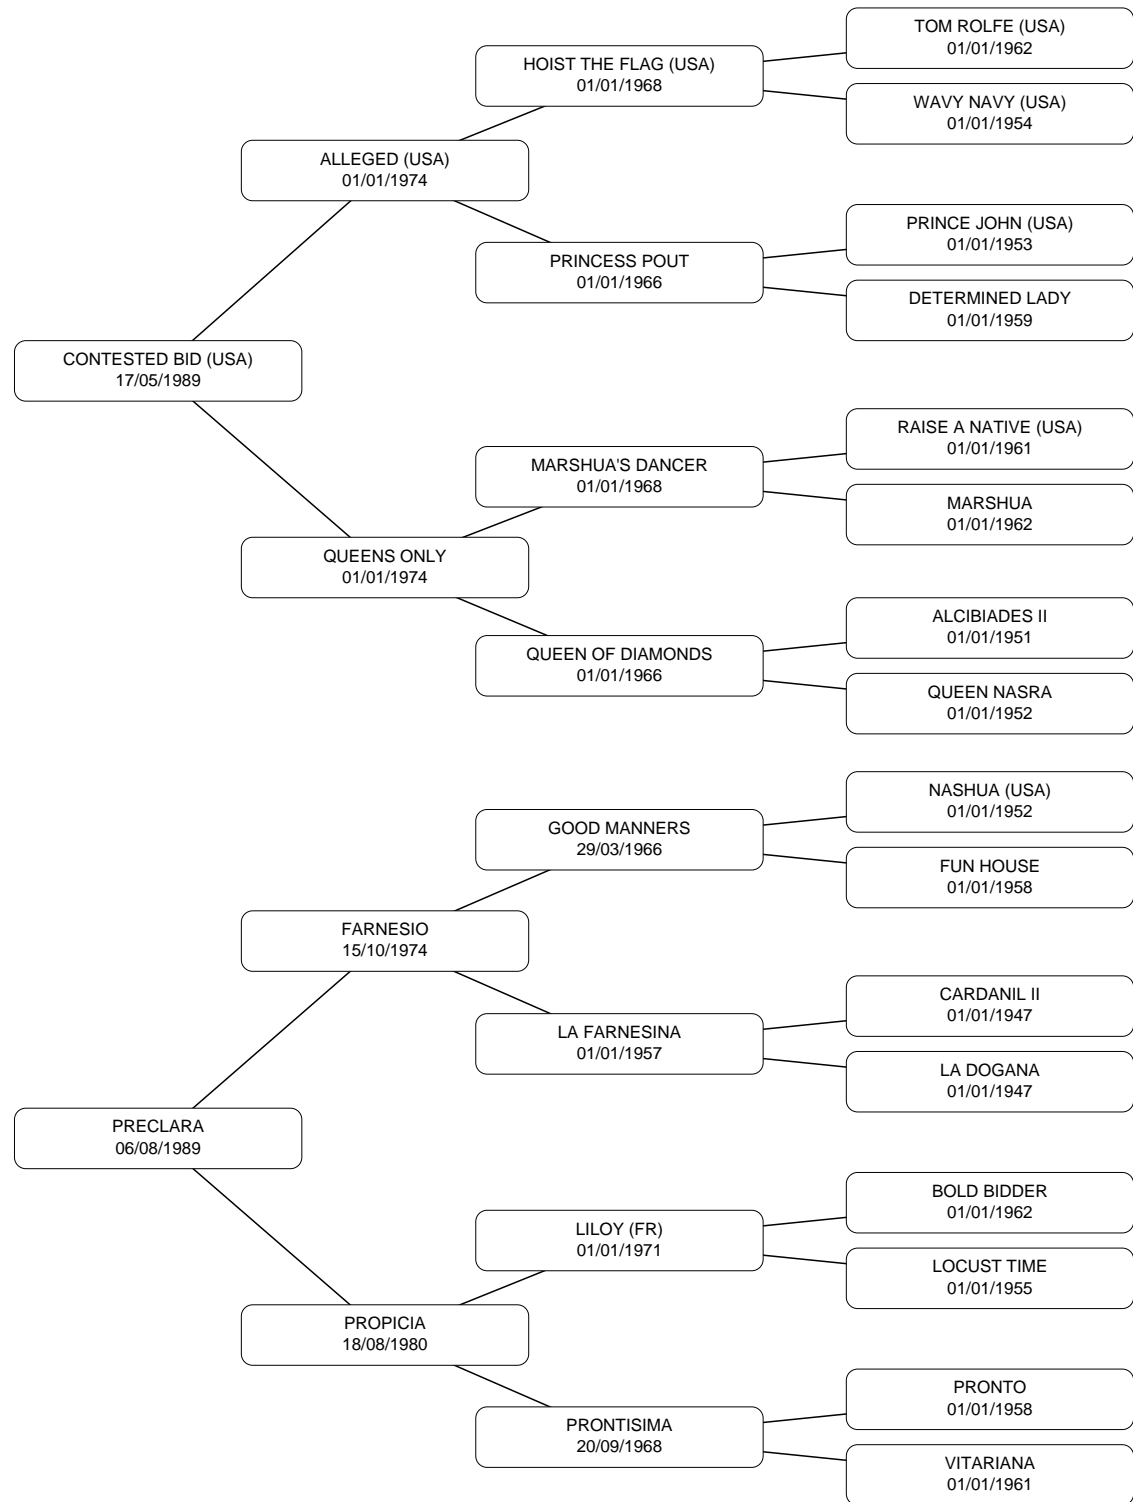 TOM ROLFE (USA)
01/01/1962
HOIST THE FLAG (USA)
01/01/1968
WAVY NAVY (USA)
01/01/1954
ALLEGED (USA)
01/01/1974
PRINCE JOHN (USA)
01/01/1953
PRINCESS POUT
01/01/1966
DETERMINED LADY
01/01/1959
CONTESTED BID (USA)
17/05/1989
RAISE A NATIVE (USA)
01/01/1961
MARSHUA'S DANCER
01/01/1968
MARSHUA
01/01/1962
QUEENS ONLY
01/01/1974
ALCIBIADES II
01/01/1951
QUEEN OF DIAMONDS
01/01/1966
QUEEN NASRA
01/01/1952
NASHUA (USA)
01/01/1952
GOOD MANNERS
29/03/1966
FUN HOUSE
01/01/1958
FARNESIO
15/10/1974
CARDANIL II
01/01/1947
LA FARNESINA
01/01/1957
LA DOGANA
01/01/1947
PRECLARA
06/08/1989
BOLD BIDDER
01/01/1962
LILOY (FR)
01/01/1971
LOCUST TIME
01/01/1955
PROPICIA
18/08/1980
PRONTO
01/01/1958
PRONTISIMA
20/09/1968
VITARIANA
01/01/1961